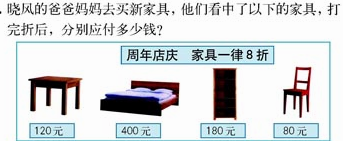 . 晓风的爸爸妈妈去买新家具，他们看中了以下的家具，打
完折后，分别应付多少钱？
周年店庆 家具一律8折
120元 400元 180元 80元